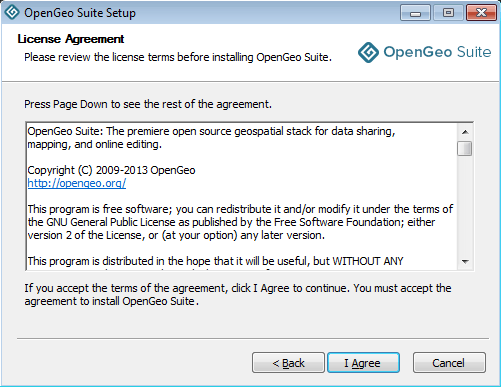 OpenGeo Suite Setup
License Agreement
Please review the license terms before installing OpenGeo Suite.
OpenGeo Suite
Press Page Down to see the rest of the agreement.
OpenGeo Suite: The premiere open source geospatial stack for data sharing,
mapping, and online editing.
Copyright (C) 2009-2013 OpenGeo
http://opengeo.org/
This program is free software; you can redistribute it and/or modify it under the terms of
the GNU General Public License as published by the Free Software Foundation; either
version 2 of the License, or (at your option) any later version.
This program is distributed in the hope that it will be useful, but WITHOUT ANY
If you accept the terms of the agreement, click I Agree to continue. You must accept the
agreement to install OpenGeo Suite.
< Back
I Agree
Cancel